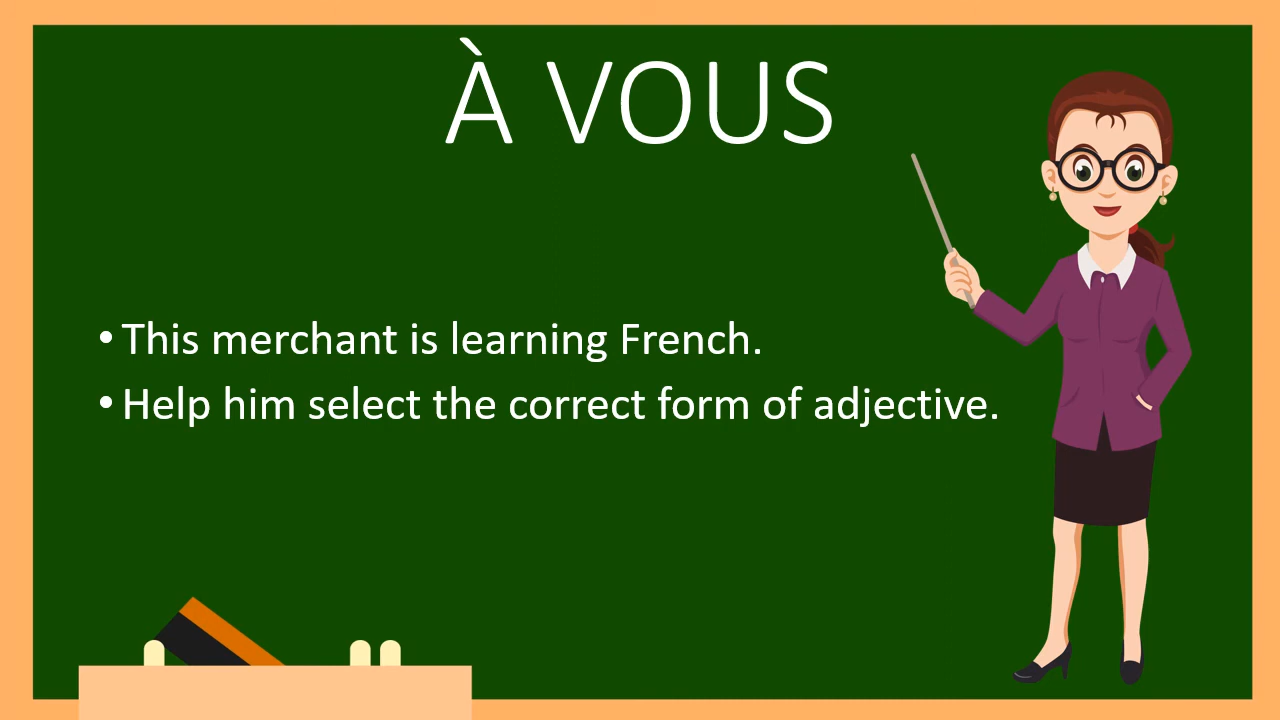 À VOUS
• This merchant is learning French.
• Help him select the correct form of adjective.